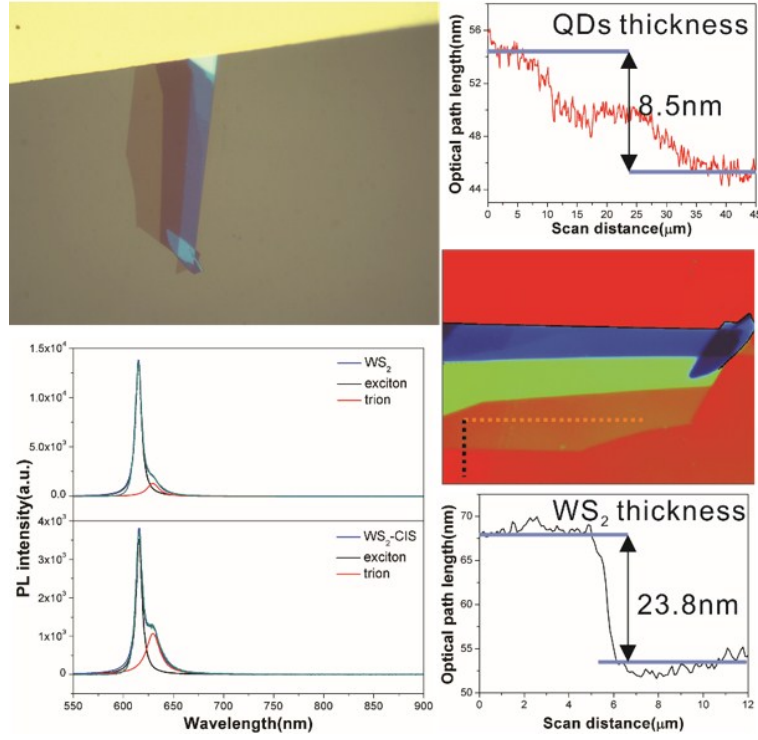 QDs thickness
Optical path length(nm)
56
52
48
44
8.5nm
0 5 10 15 20 25 30 35 40 45
Scan distance(μm)
1.5x10⁴
1.0x10⁴
5.0x10³
0.0
WS₂
exciton
trion
PL intensity(a.u.)
4x10³
3x10³
2x10³
1x10³
0
WS₂-CIS
exciton
trion
550 600 650 700 750 800 850 900
Wavelength(nm)
WS₂ thickness
Optical path length(nm)
70
65
60
55
50
23.8nm
0 2 4 6 8 10 12
Scan distance(μm)